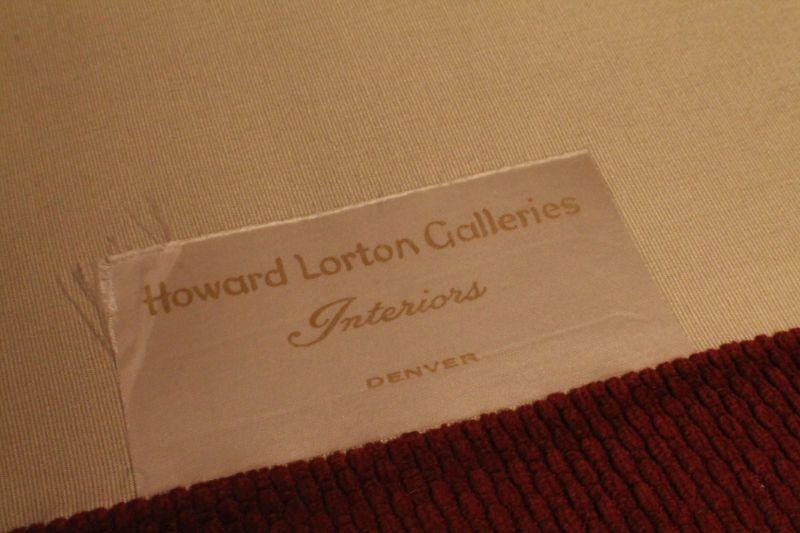 Howard Lorton Galleries
Interiors
DENVER